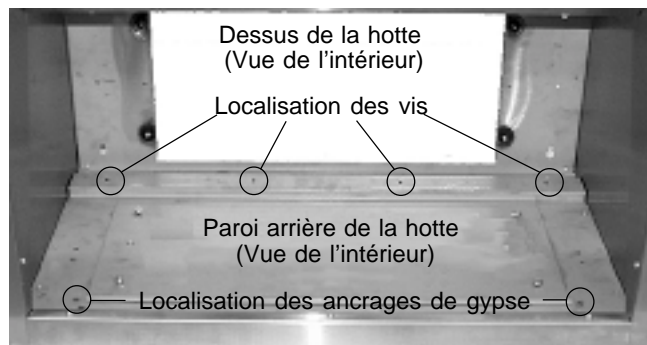 Dessus de la hotte
(Vue de l'intérieur)
Localisation des vis
Paroi arrière de la hotte
(Vue de l'intérieur)
Localisation des ancrages de gypse